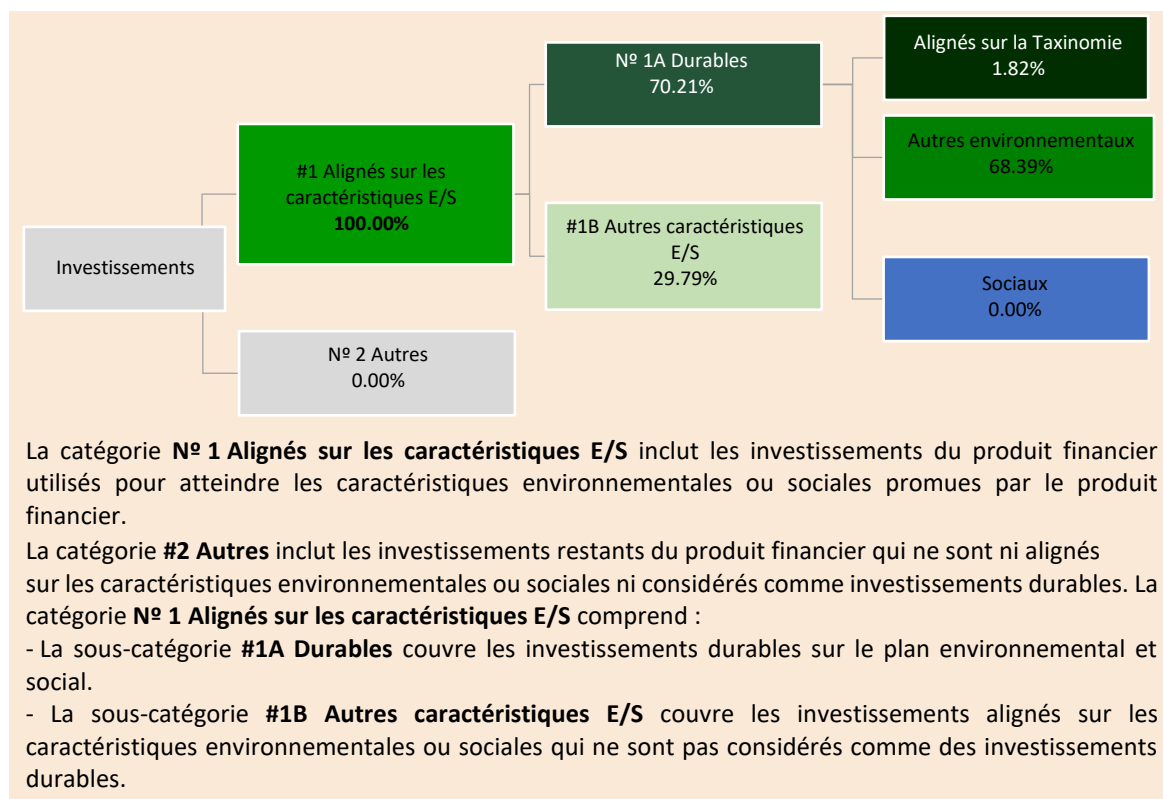 Investissements
#1 Alignés sur les
caractéristiques E/S
100.00%
Nº 2 Autres
0.00%
Nº 1A Durables
70.21%
#1B Autres caractéristiques
E/S
29.79%
Alignés sur la Taxinomie
1.82%
Autres environnementaux
68.39%
Sociaux
0.00%
La catégorie Nº 1 Alignés sur les caractéristiques E/S inclut les investissements du produit financier
utilisés pour atteindre les caractéristiques environnementales ou sociales promues par le produit
financier.
La catégorie #2 Autres inclut les investissements restants du produit financier qui ne sont ni alignés
sur les caractéristiques environnementales ou sociales ni considérés comme investissements durables. La
catégorie Nº 1 Alignés sur les caractéristiques E/S comprend :
- La sous-catégorie #1A Durables couvre les investissements durables sur le plan environnemental et
social.
- La sous-catégorie #1B Autres caractéristiques E/S couvre les investissements alignés sur les
caractéristiques environnementales ou sociales qui ne sont pas considérés comme des investissements
durables.